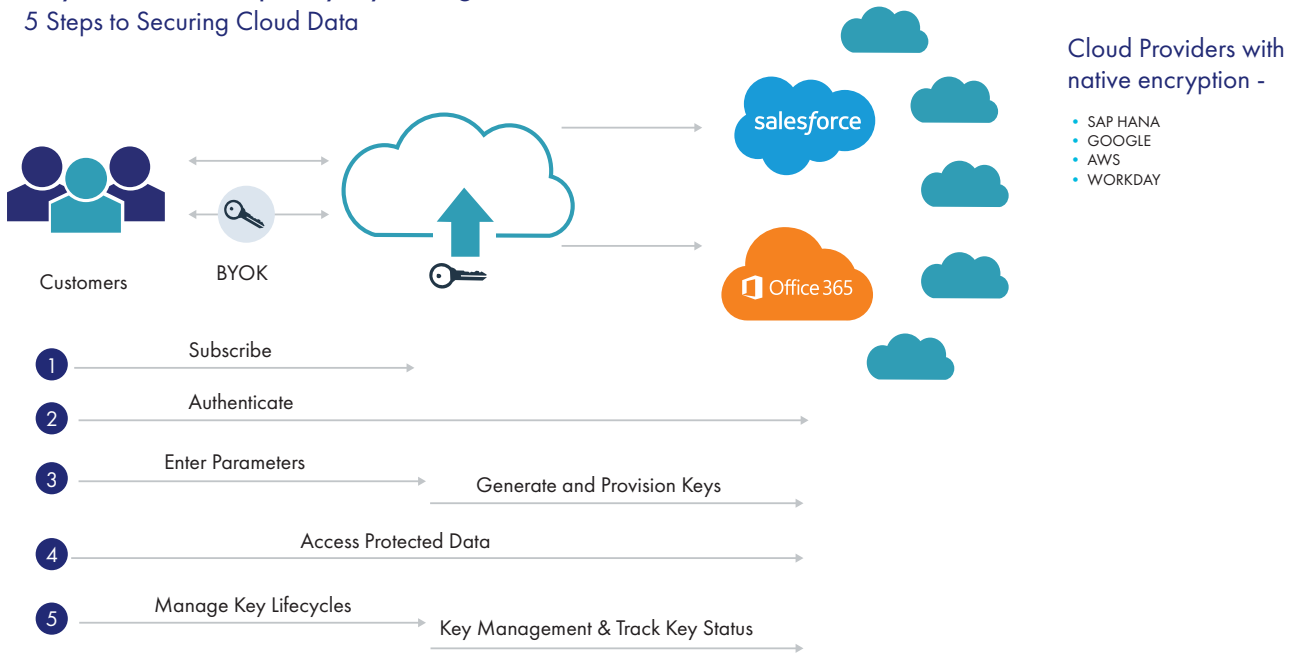 5 Steps to Securing Cloud Data
Cloud Providers with
native encryption -
• SAP HANA
• GOOGLE
• AWS
• WORKDAY
salesforce
Office 365
Customers
BYOK
1 Subscribe
2 Authenticate
3 Enter Parameters
Generate and Provision Keys
4 Access Protected Data
5 Manage Key Lifecycles
Key Management & Track Key Status